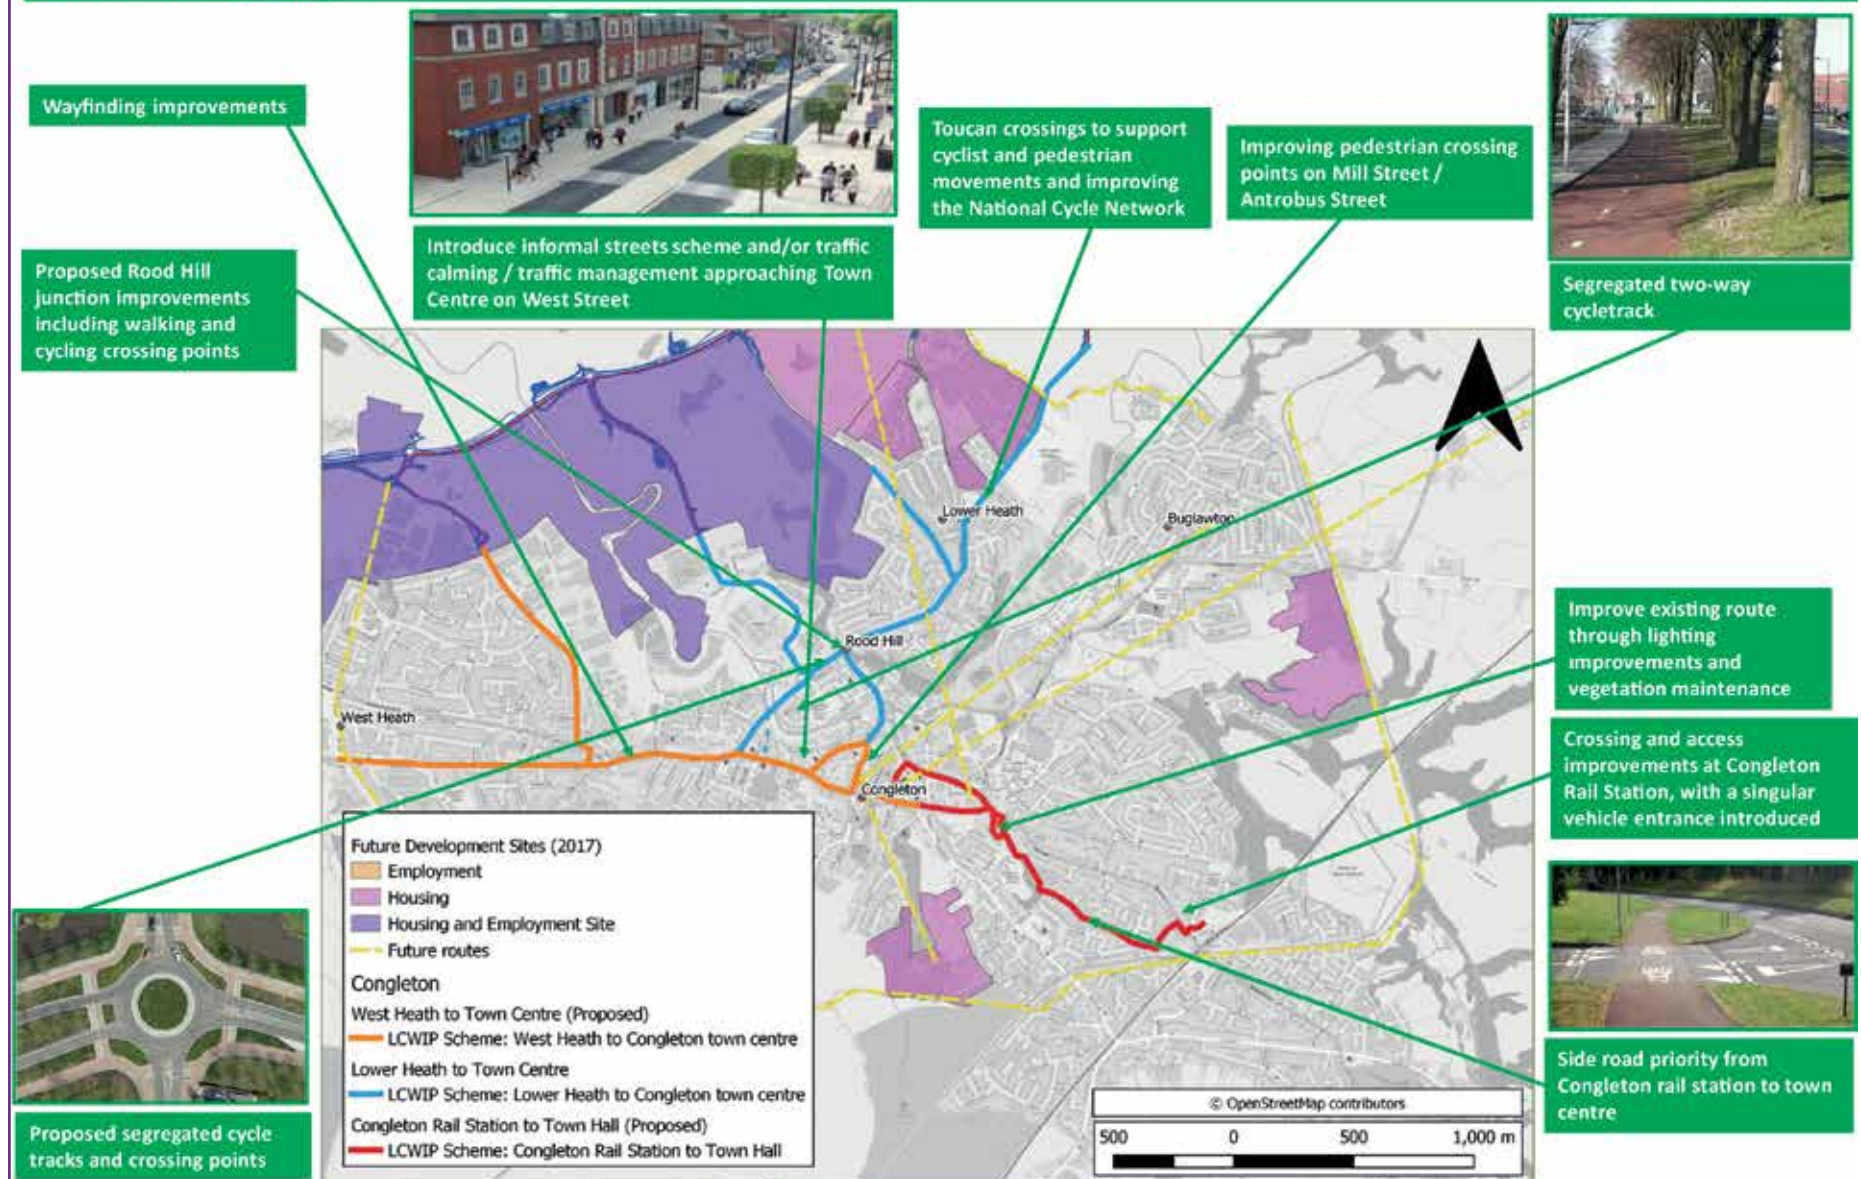 Wayfinding improvements
Proposed Rood Hill
junction improvements
including walking and
cycling crossing points
Introduce informal streets scheme and/or traffic
calming / traffic management approaching Town
Centre on West Street
Toucan crossings to support
cyclist and pedestrian
movements and improving
the National Cycle Network
Improving pedestrian crossing
points on Mill Street /
Antrobus Street
Segregated two-way
cycletrack
Lower Heath
Buglawton
Rood Hill
West Heath
Congleton
Improve existing route
through lighting
improvements and
vegetation maintenance
Crossing and access
improvements at Congleton
Rail Station, with a singular
vehicle entrance introduced
Side road priority from
Congleton rail station to town
centre
Proposed segregated cycle
tracks and crossing points
Future Development Sites (2017)
Employment
Housing
Housing and Employment Site
Future routes
Congleton
West Heath to Town Centre (Proposed)
LCWIP Scheme: West Heath to Congleton town centre
Lower Heath to Town Centre
LCWIP Scheme: Lower Heath to Congleton town centre
Congleton Rail Station to Town Hall (Proposed)
LCWIP Scheme: Congleton Rail Station to Town Hall
© OpenStreetMap contributors
500 0 500 1,000 m